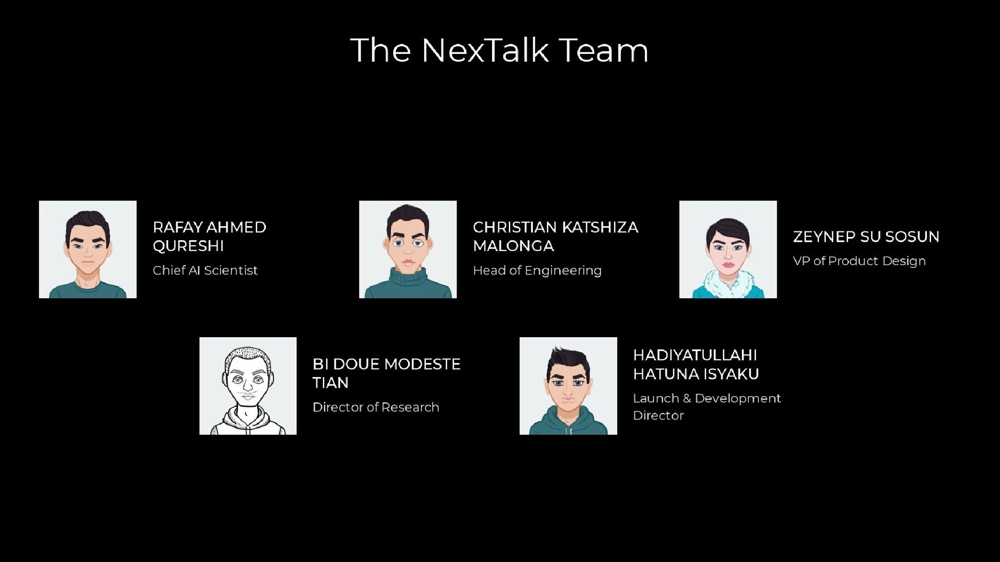 The NexTalk Team
RAFAY AHMED
QURESHI
Chief AI Scientist
CHRISTIAN KATSHIZA
MALONGA
Head of Engineering
ZEYNEP SU SOSUN
VP of Product Design
BI DOUE MODESTE
TIAN
Director of Research
HADIYATULLAHI
HATUNA ISYAKU
Launch & Development
Director